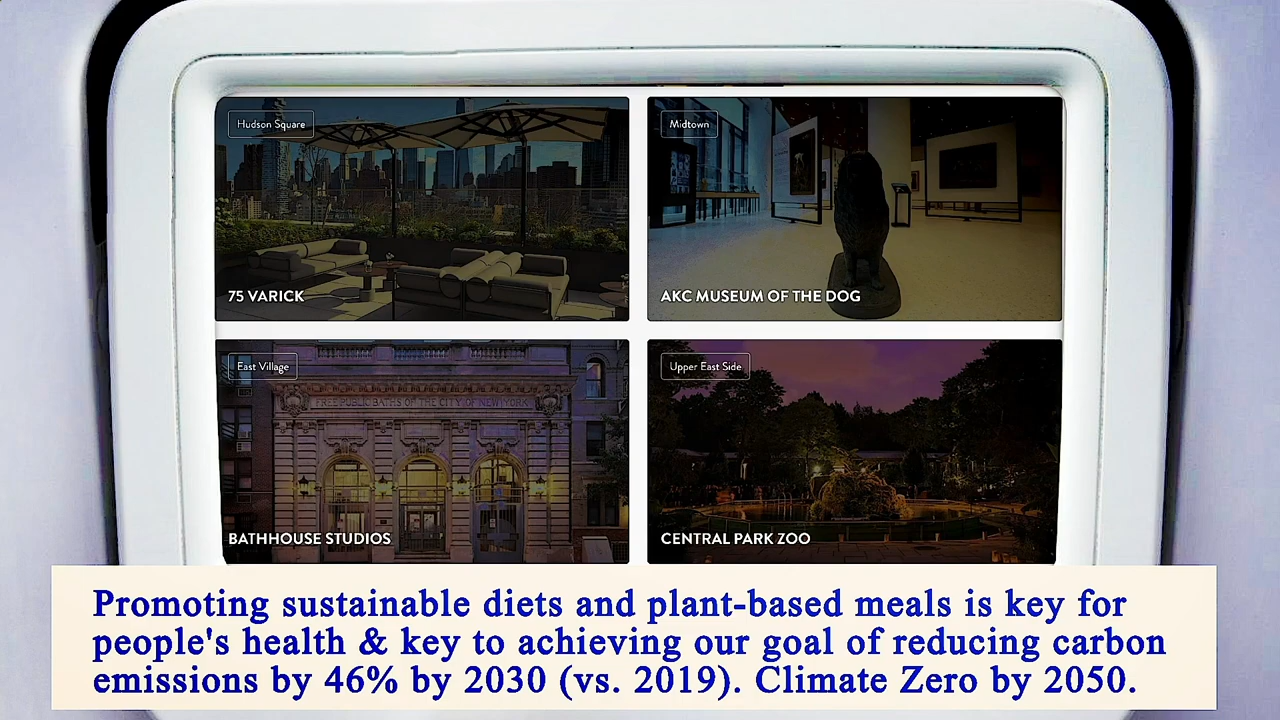 Hudson Square
75 VARICK
Midtown
AKC MUSEUM OF THE DOG
East Village
FREE PUBLIC BATHS OF THE CITY OF NEW YORK
BATHHOUSE STUDIOS
Upper East Side
CENTRAL PARK ZOO
Promoting sustainable diets and plant-based meals is key for
people's health & key to achieving our goal of reducing carbon
emissions by 46% by 2030 (vs. 2019). Climate Zero by 2050.